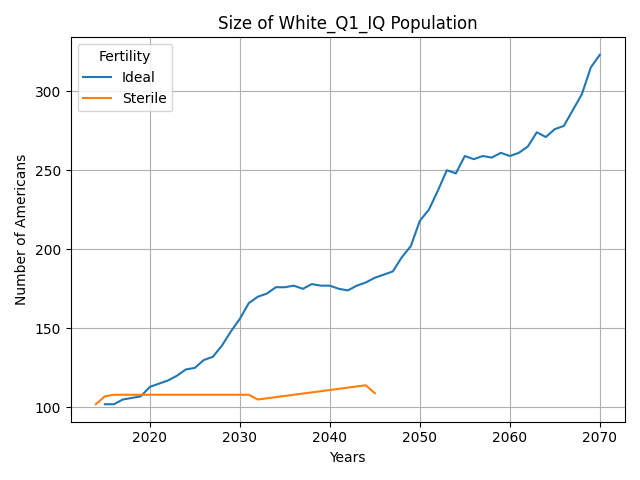 Size of White_Q1_IQ Population
Fertility
Ideal
Sterile
Number of Americans
300
250
200
150
100
2020 2030 2040 2050 2060 2070
Years